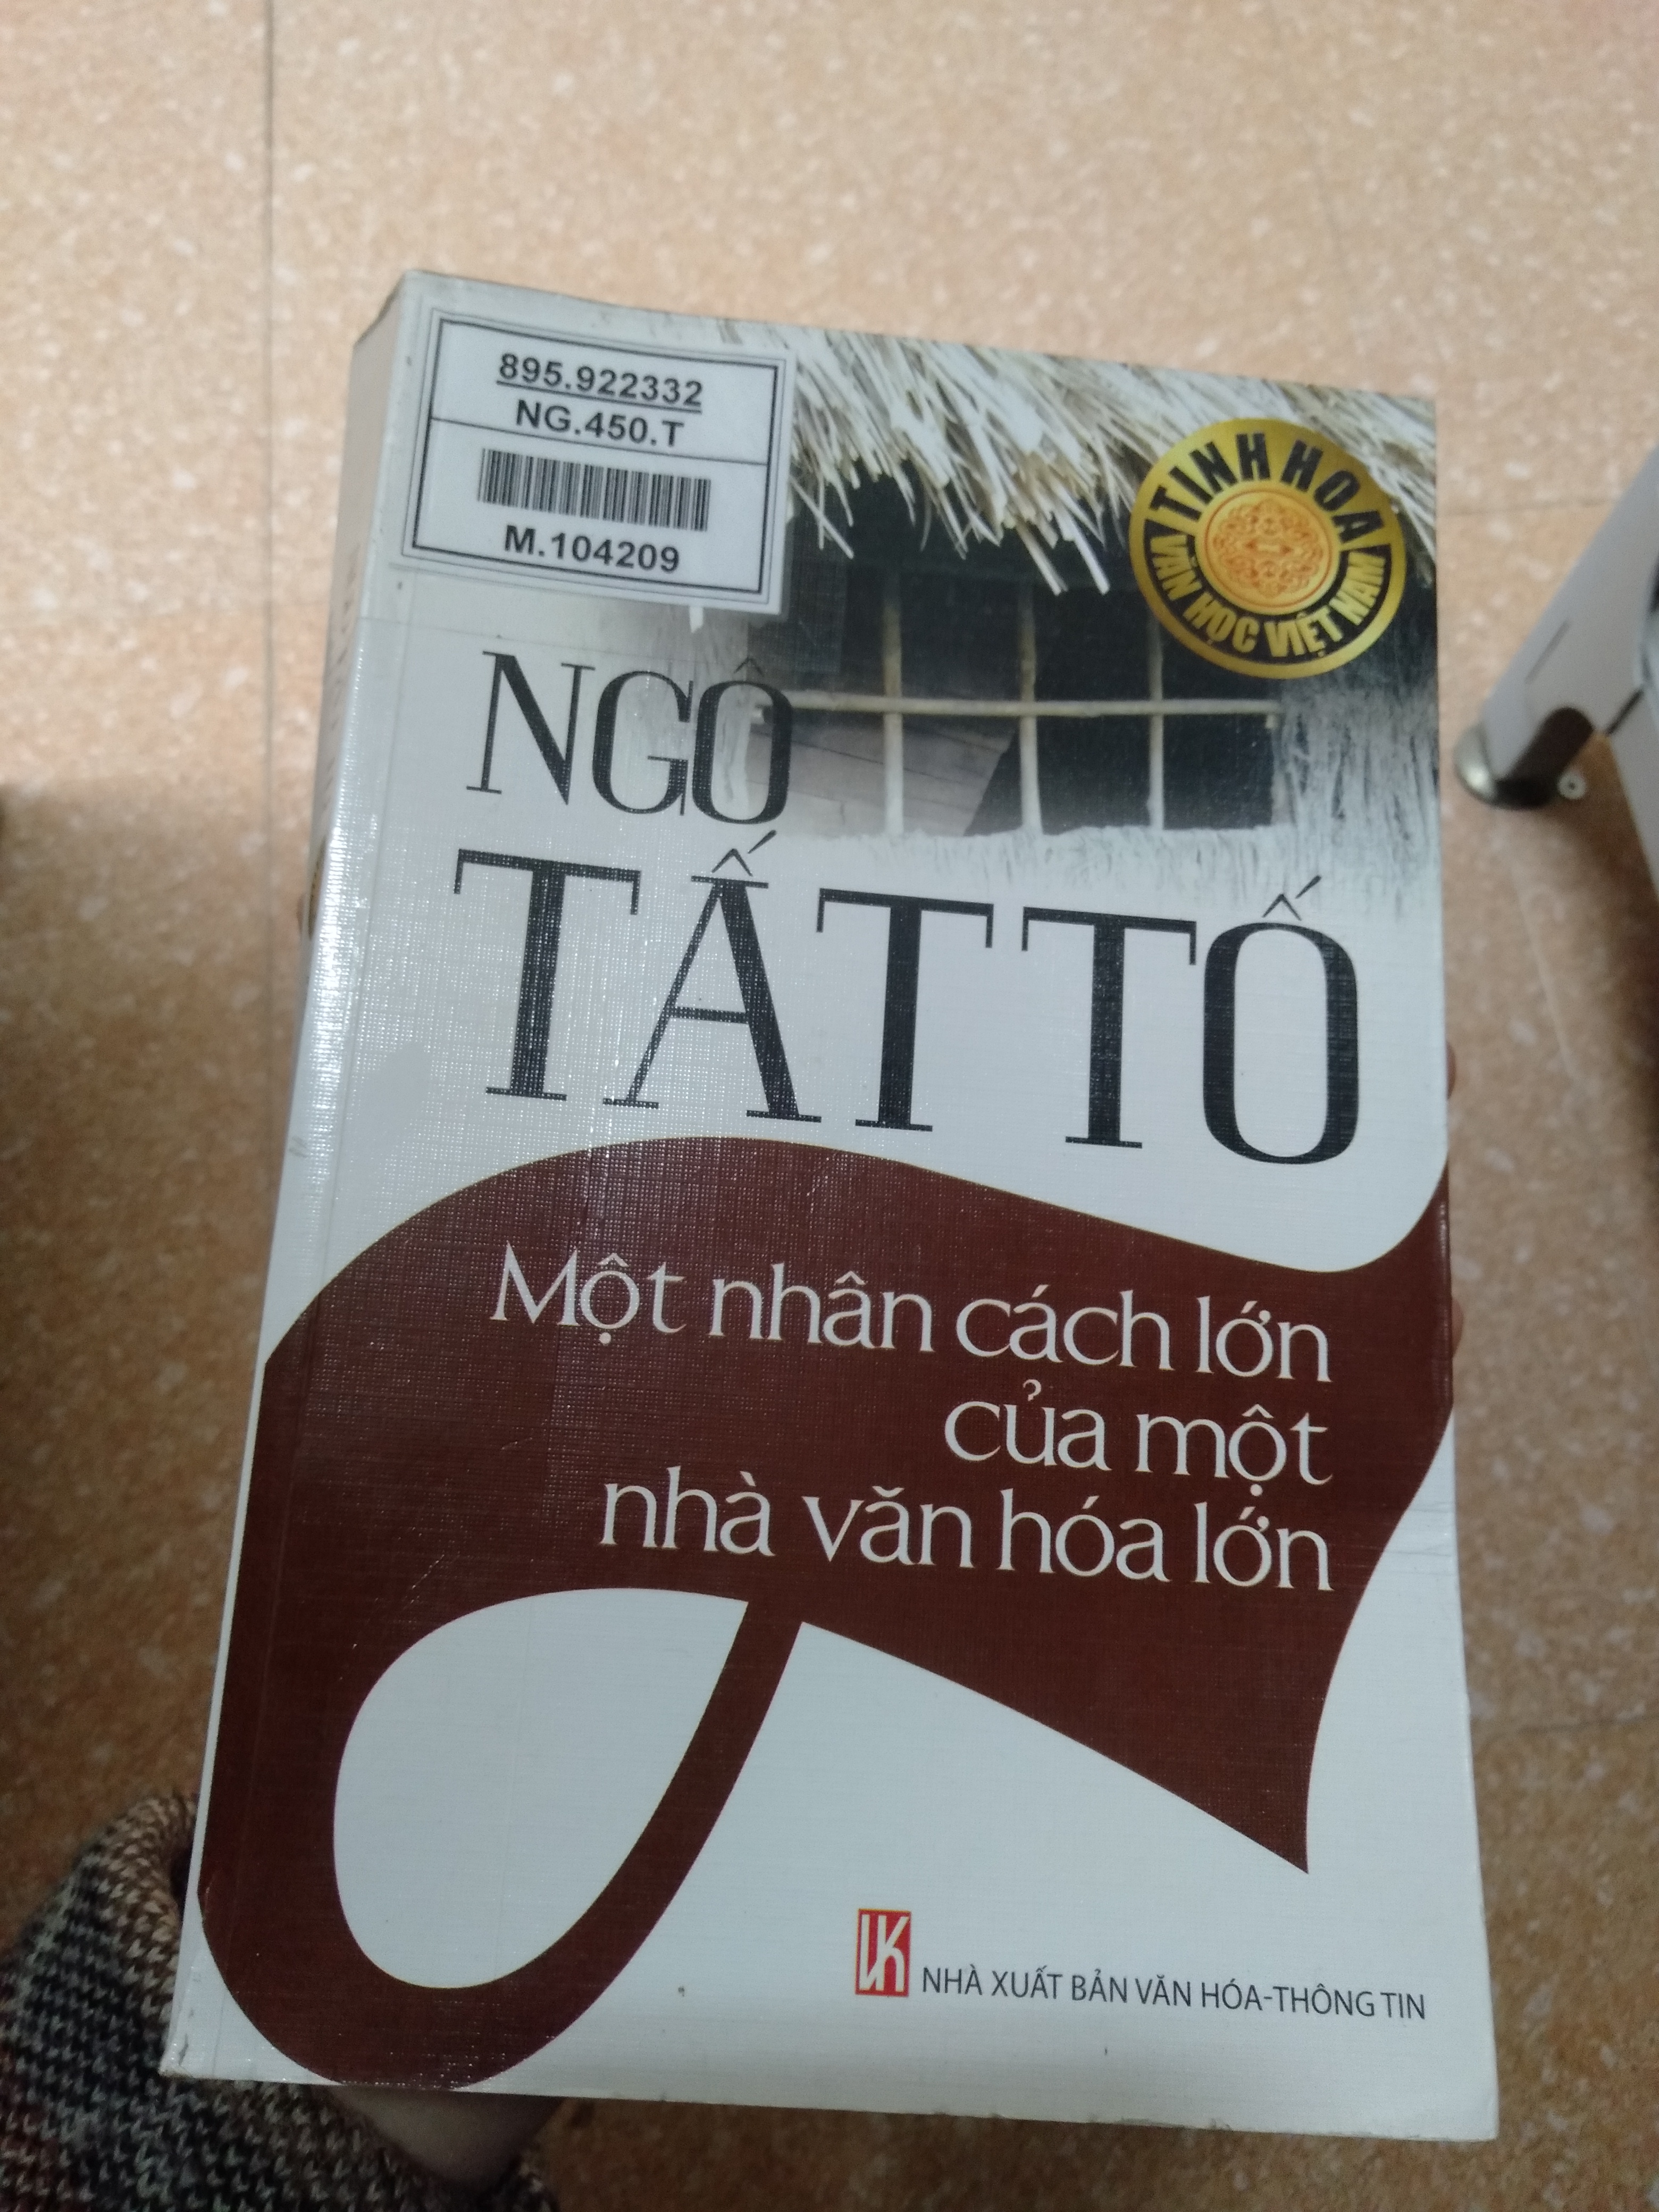 895.922332
NG.450.T
M.104209
TINH HOA
VĂN HỌC VIỆT NAM
NGÔ
TẤT TỐ
Một nhân cách lớn
của một
nhà văn hóa lớn
NHÀ XUẤT BẢN VĂN HÓA-THÔNG TIN